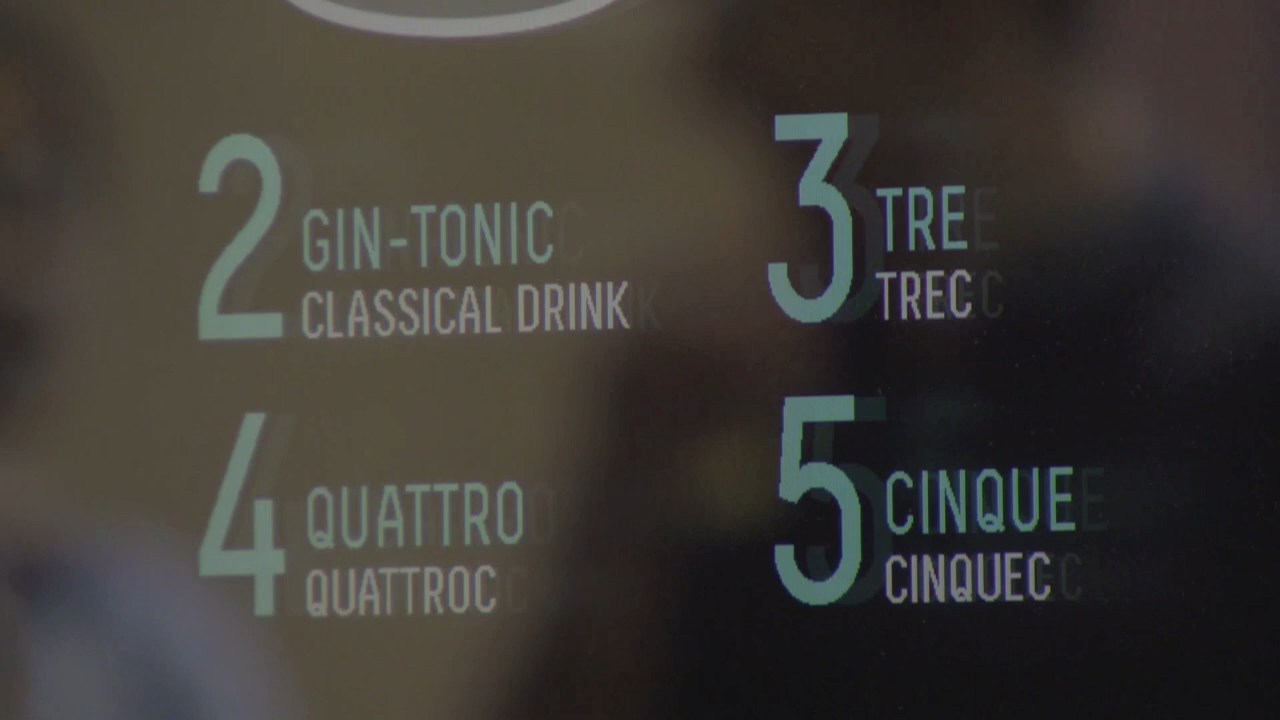 2
GIN-TONIC
CLASSICAL DRINK
3
TRE
TREC
4
QUATTRO
QUATTROC
5
CINQUE
CINQUEC